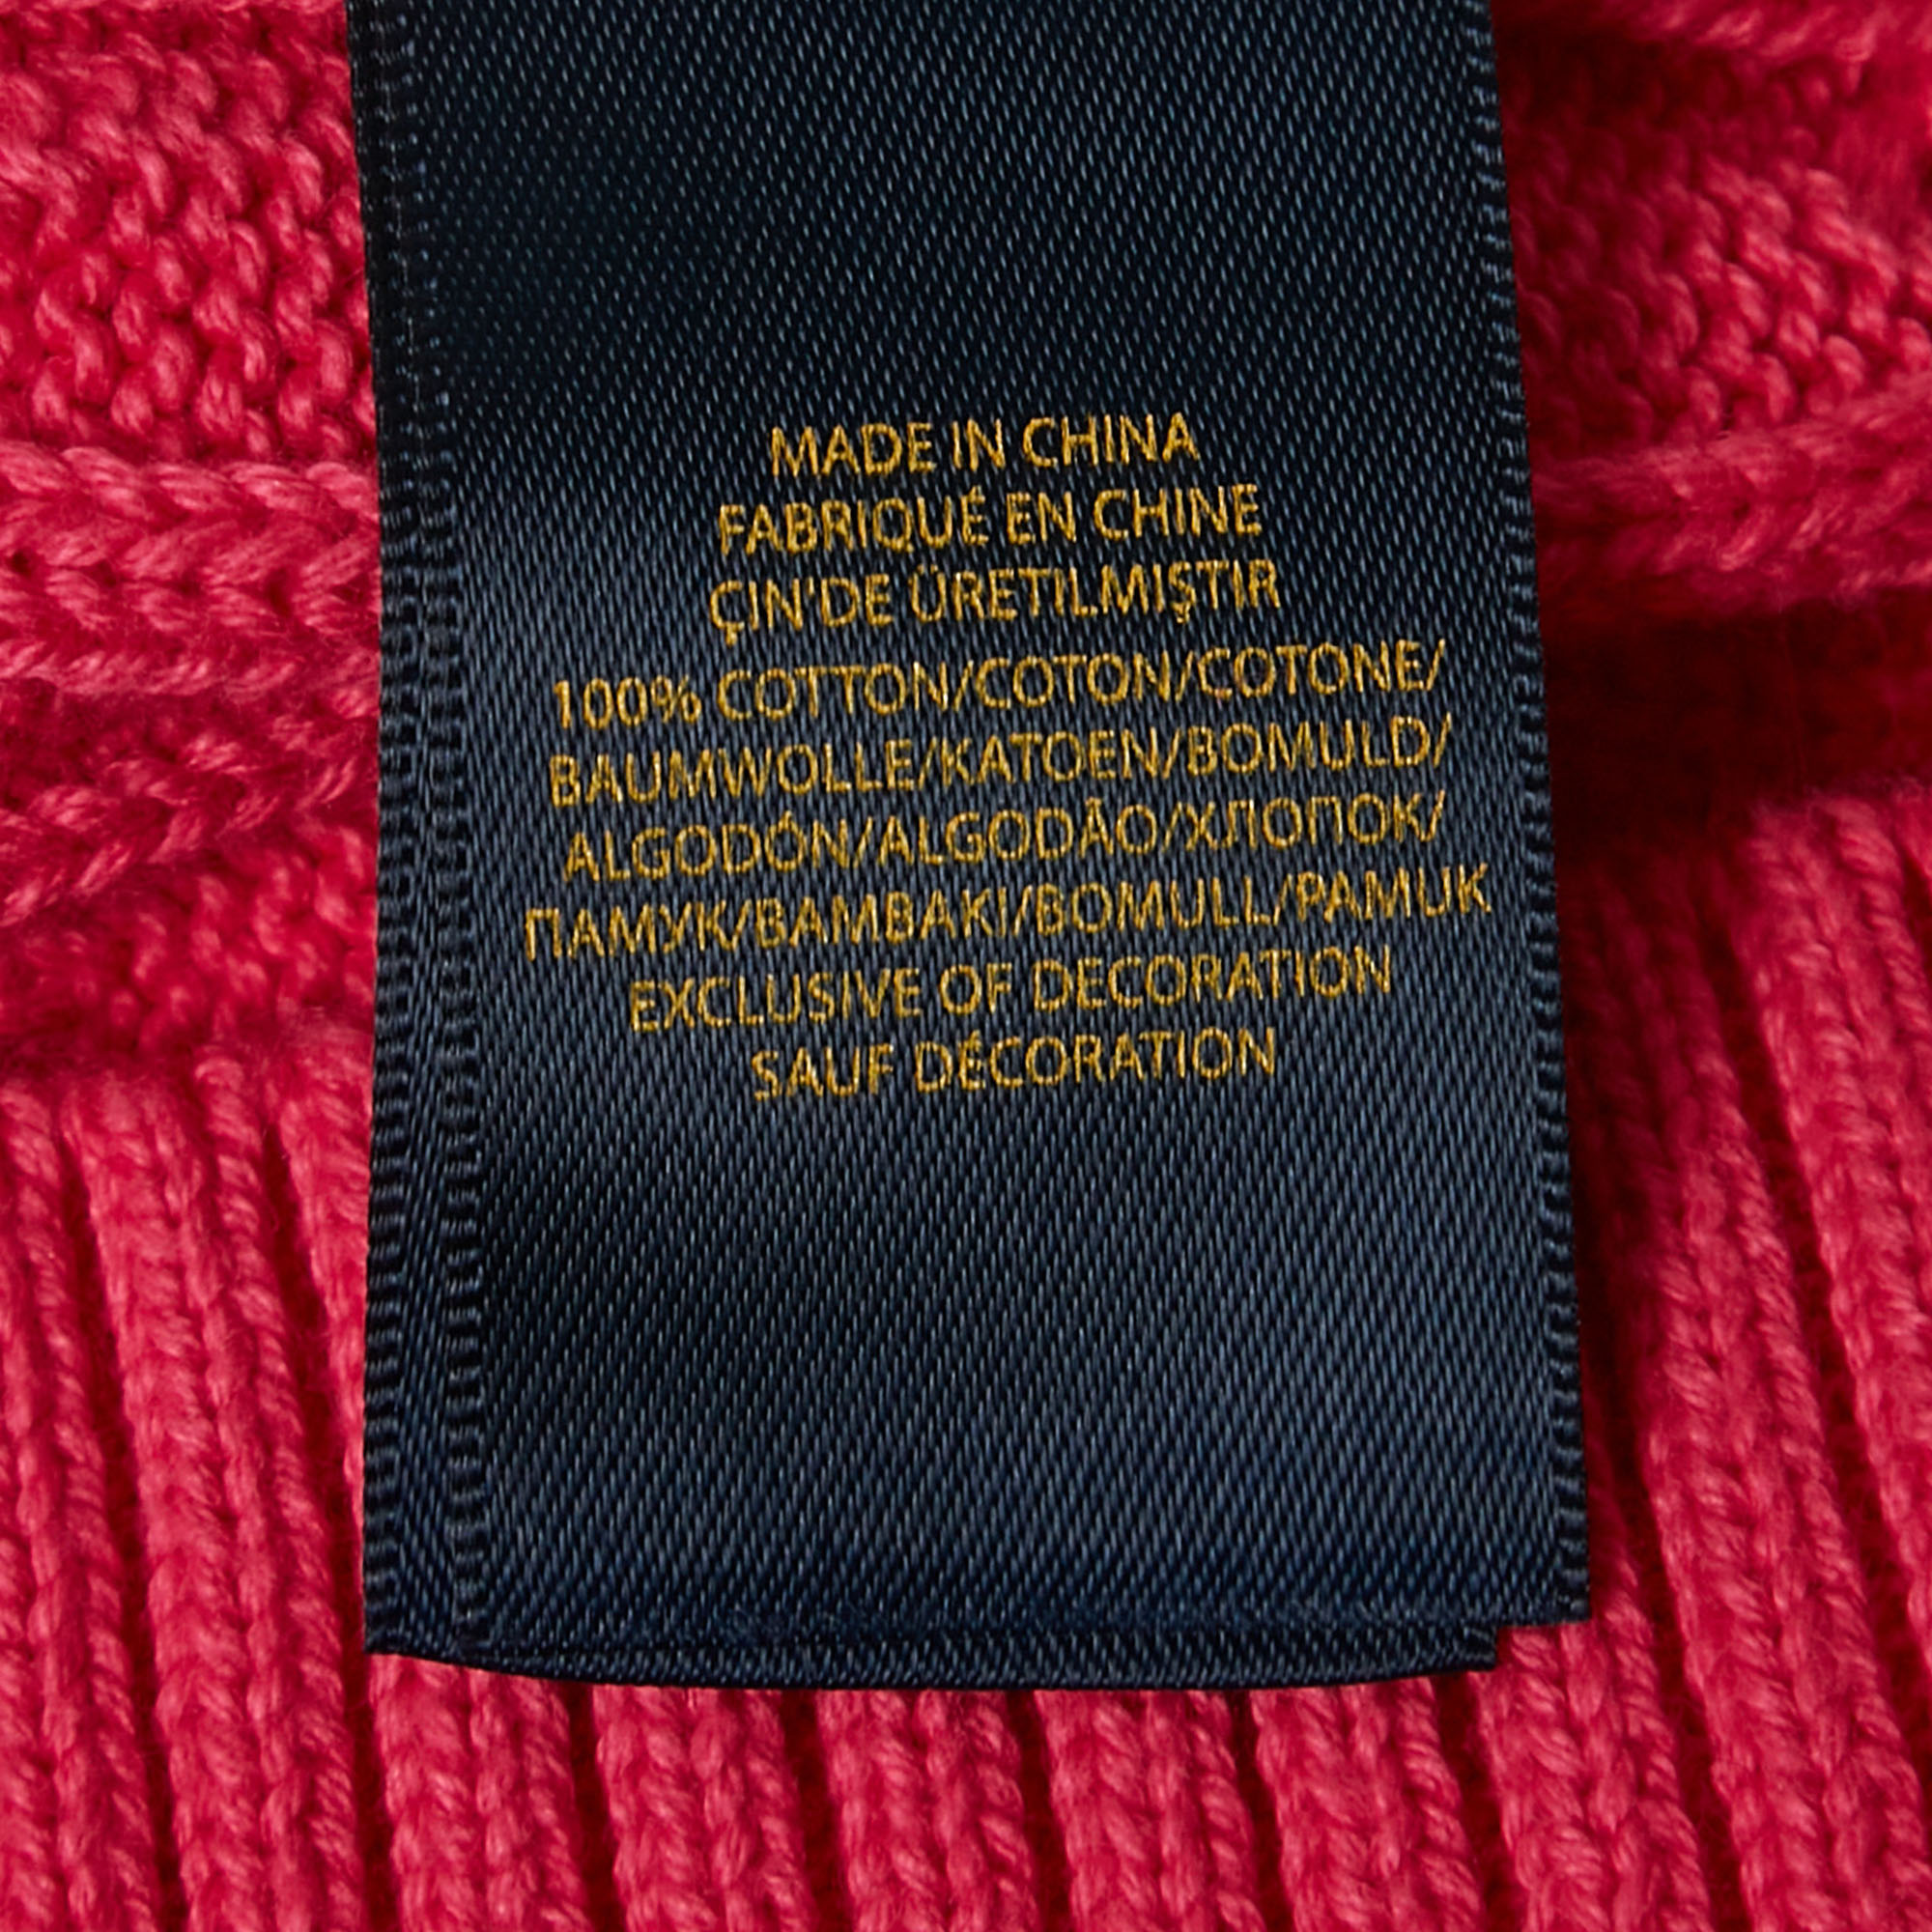 MADE IN CHINA
FABRIQUÉ EN CHINE
ÇIN'DE ÜRETILMIŞTIR
100% COTTON/COTON/COTONE/
BAUMWOLLE/KATOEN/BOMULD/
ALGODÓN/ALGODÃO/ХЛОПОК/
ПАМУК/BAMBAKI/BOMULL/PAMUK
EXCLUSIVE OF DECORATION
SAUF DÉCORATION